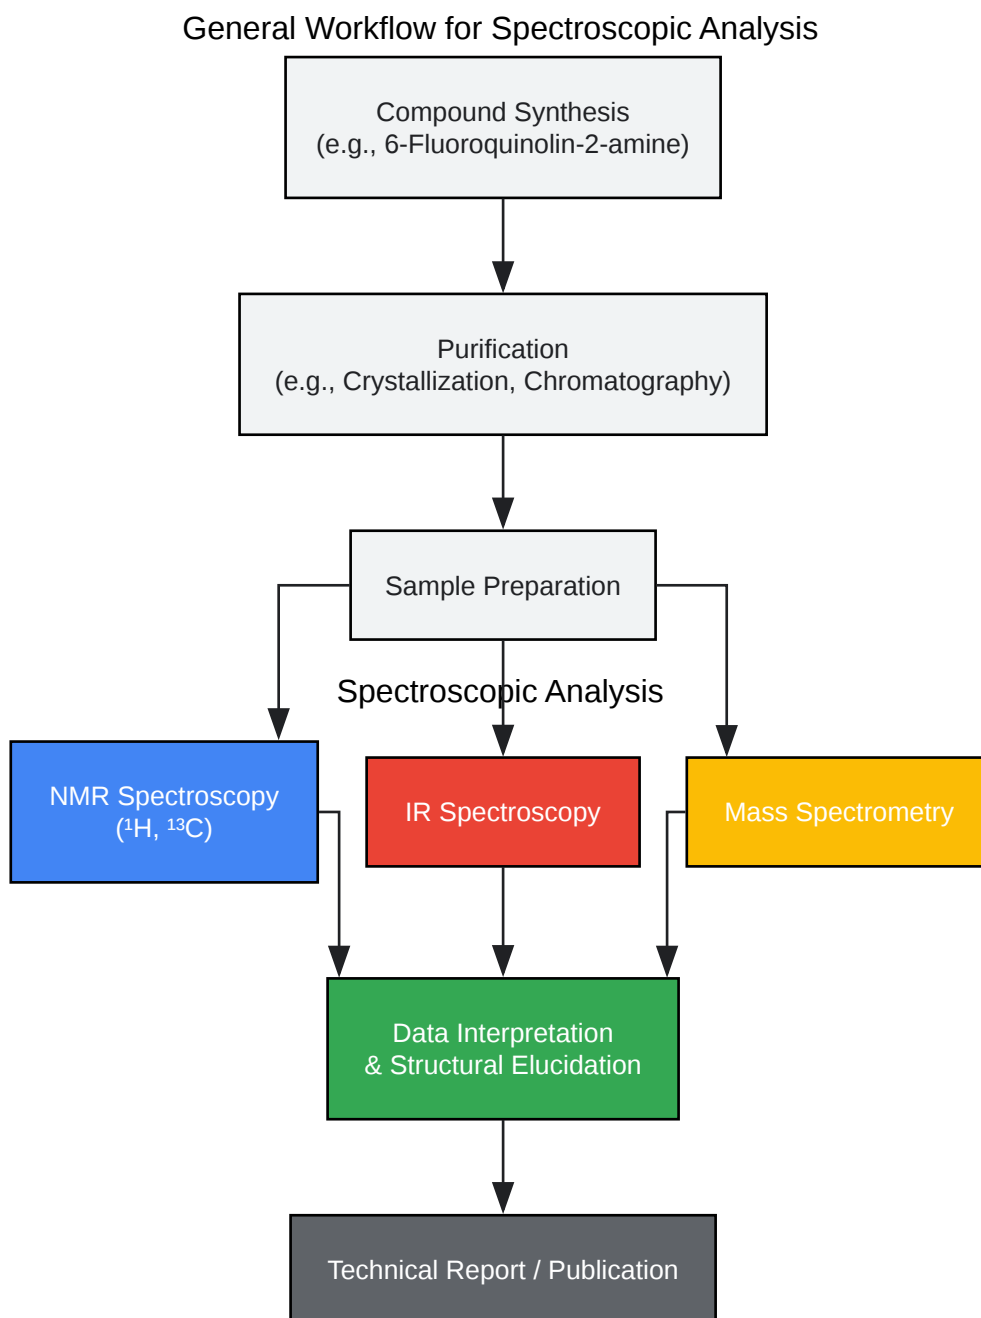 General Workflow for Spectroscopic Analysis
Compound Synthesis
(e.g., 6-Fluoroquinolin-2-amine)
Purification
(e.g., Crystallization, Chromatography)
Sample Preparation
Spectroscopic Analysis
NMR Spectroscopy
(¹H, ¹³C)
IR Spectroscopy
Mass Spectrometry
Data Interpretation
& Structural Elucidation
Technical Report / Publication